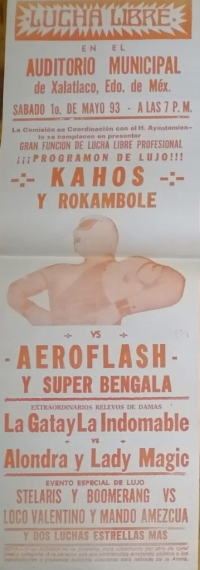 LUCHA LIBRE
EN EL
AUDITORIO MUNICIPAL
de Xalatlaco, Edo. de Méx.
SABADO 1o. DE MAYO 93 - A LAS 7 P. M.
La Comisión en Coordinación con el H. Ayuntamien-
to se complacen en presentar
GRAN FUNCION DE LUCHA LIBRE PROFESIONAL
¡¡¡PROGRAMON DE LUJO!!!
KAHOS
Y ROKAMBOLE
VS
- AEROFLASH -
Y SUPER BENGALA
EXTRAORDINARIOS RELEVOS DE DAMAS
La Gata y La Indomable
vs
Alondra y Lady Magic
EVENTO ESPECIAL DE LUJO
STELARIS Y BOOMERANG VS
LOCO VALENTINO Y MANDO AMEZCUA
Y DOS LUCHAS ESTRELLAS MAS